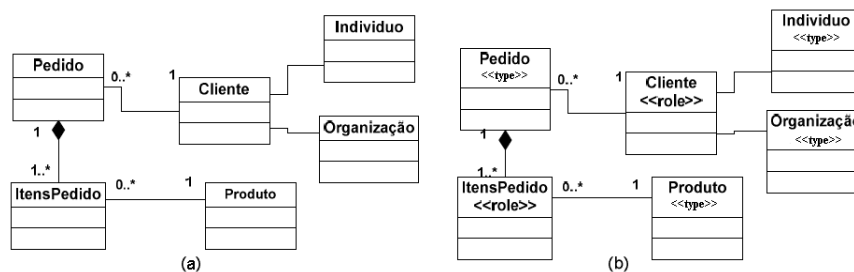 Individuo
Pedido
0..*
1
Cliente
Organização
1
1..*
ItensPedido
0..*
1
Produto
(a)
Individuo
<<type>>
Pedido
<<type>>
0..*
1
Cliente
<<role>>
Organização
<<type>>
1
1..*
ItensPedido
<<role>>
0..*
1
Produto
<<type>>
(b)